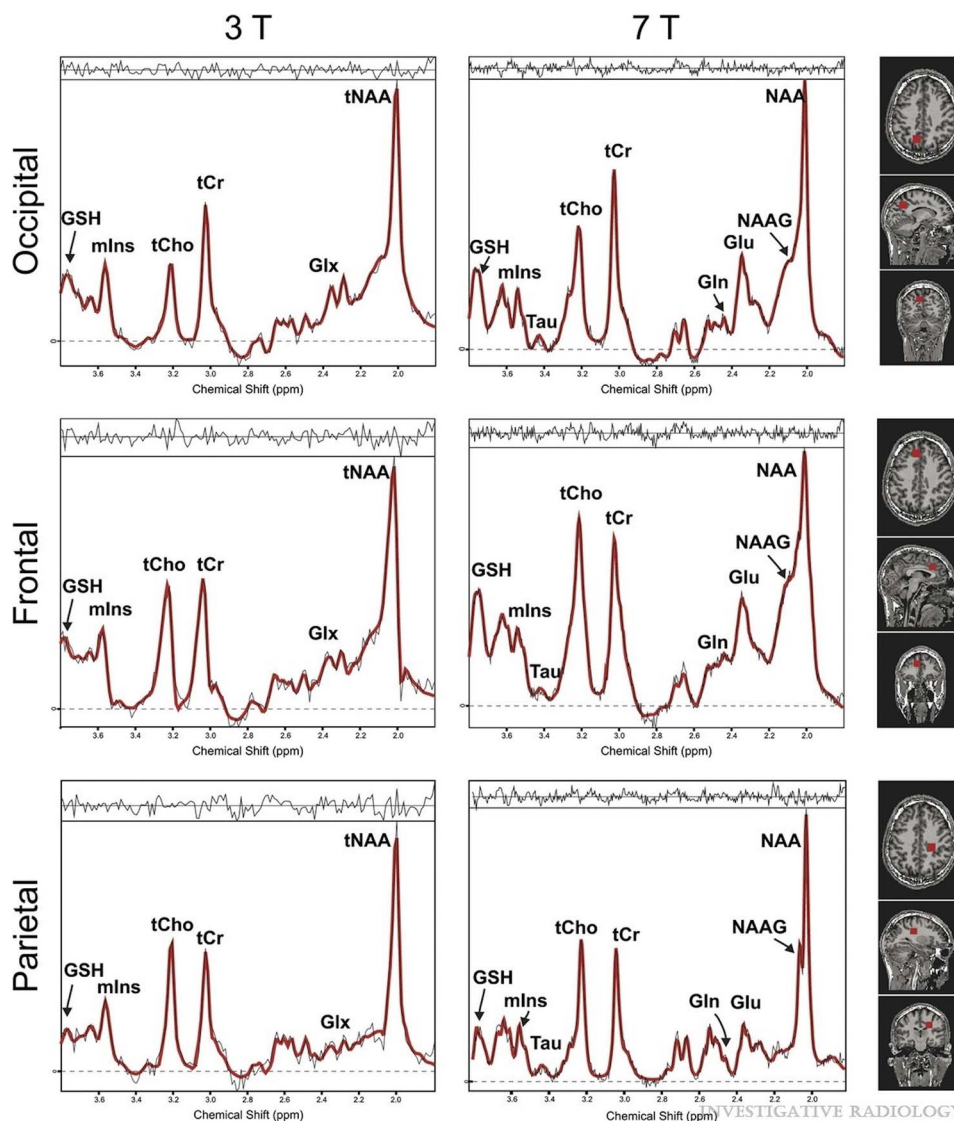 3 T
7 T
Occipital
tNAA
tCr
GSH
mIns
tCho
Glx
0
3.6 3.4 3.2 3.0 2.8 2.6 2.4 2.2 2.0
Chemical Shift (ppm)
NAA
tCr
tCho
NAAG
GSH
Glu
mIns
Gln
Tau
0
3.6 3.4 3.2 3.0 2.8 2.6 2.4 2.2 2.0
Chemical Shift (ppm)
Frontal
tNAA
tCho
tCr
GSH
mIns
Glx
0
3.6 3.4 3.2 3.0 2.8 2.6 2.4 2.2 2.0
Chemical Shift (ppm)
NAA
tCho
tCr
NAAG
GSH
Glu
mIns
Gln
Tau
0
3.6 3.4 3.2 3.0 2.8 2.6 2.4 2.2 2.0
Chemical Shift (ppm)
Parietal
tNAA
tCho
tCr
GSH
mIns
Glx
0
3.6 3.4 3.2 3.0 2.8 2.6 2.4 2.2 2.0
Chemical Shift (ppm)
NAA
tCho
tCr
NAAG
GSH
mIns
Gln
Glu
Tau
0
3.6 3.4 3.2 3.0 2.8 2.6 2.4 2.2 2.0
Chemical Shift (ppm)
INVESTIGATIVE RADIOLOGY